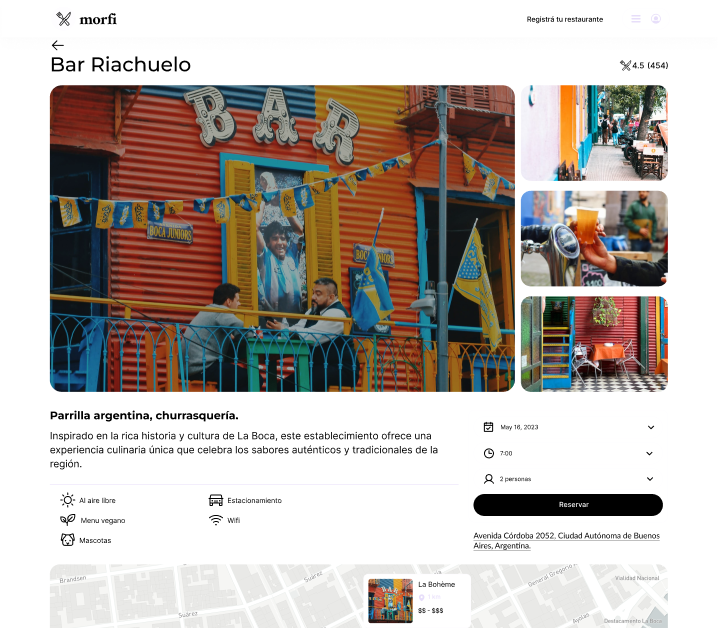 morfi
Registrá tu restaurante
Bar Riachuelo
4.5 (454)
BAR
BOCA JUNIORS
Parrilla argentina, churrasquería.
Inspirado en la rica historia y cultura de La Boca, este establecimiento ofrece una
experiencia culinaria única que celebra los sabores auténticos y tradicionales de la
región.
Al aire libre
Estacionamiento
Menu vegano
Wifi
Mascotas
May 16, 2023
7:00
2 personas
Reservar
Avenida Córdoba 2052, Ciudad Autónoma de Buenos
Aires, Argentina.
Brandsen
Suárez
Suárez
La Bohème
1 km
$$ - $$$
General Gregorio
Vialidad Nacional
Destacamento La Boca